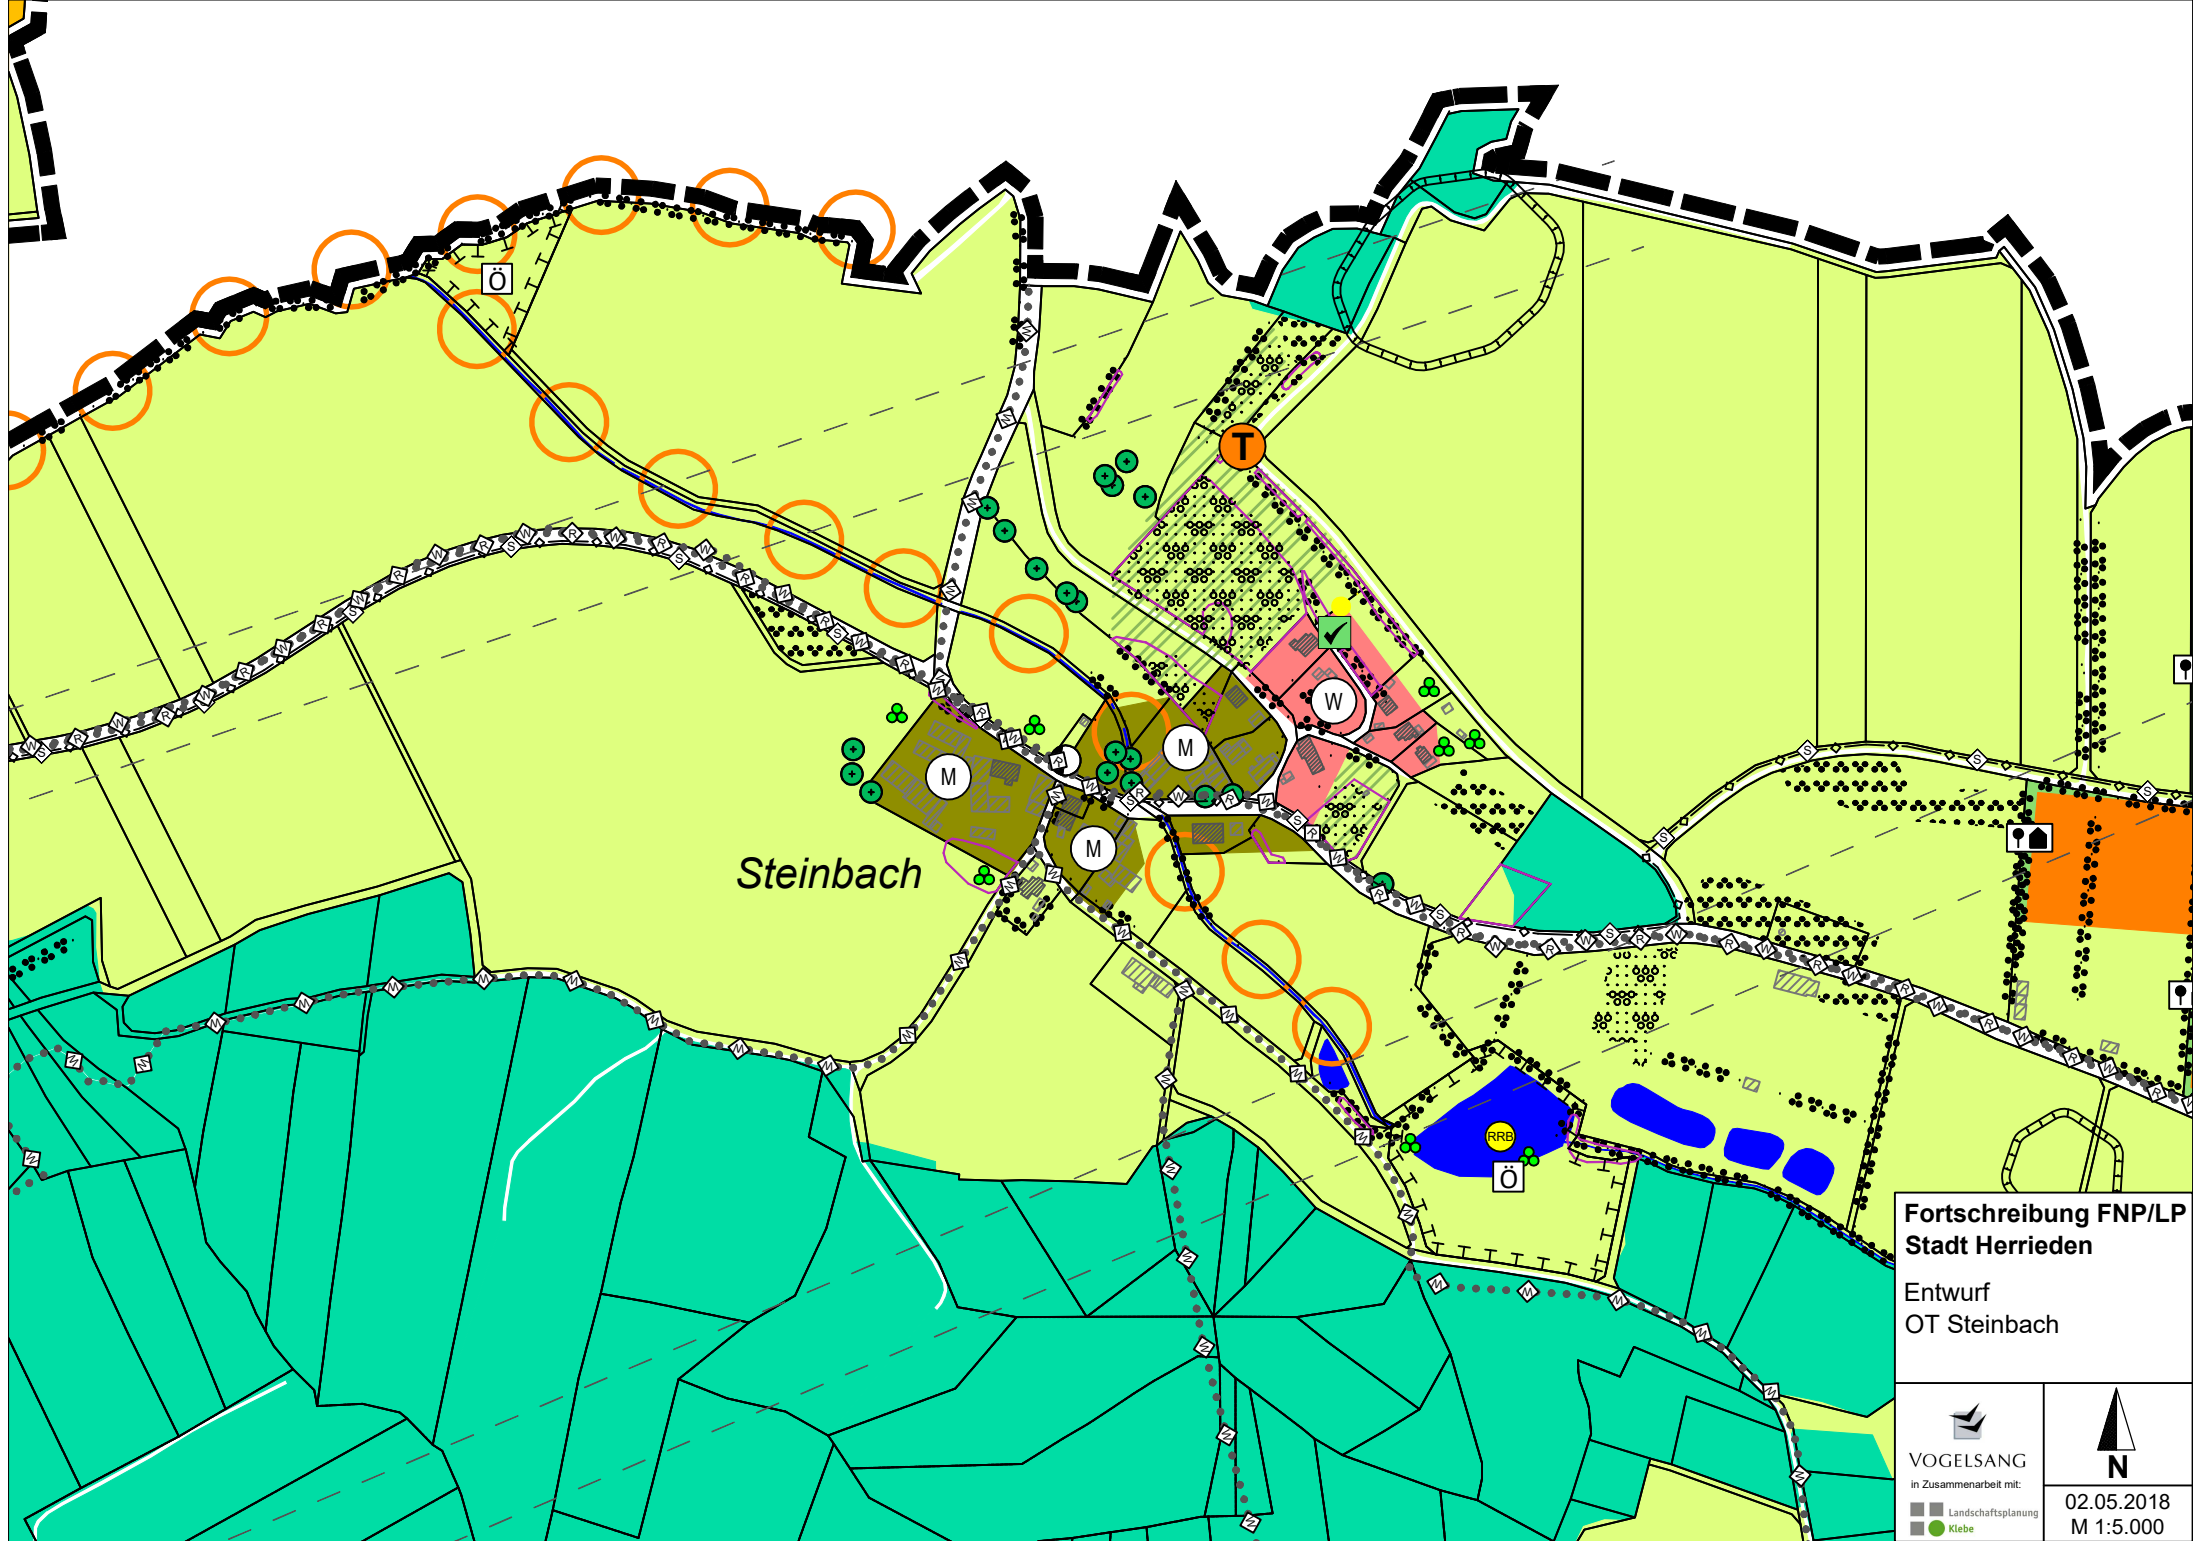 Ö
T
W
M
M
M
Steinbach
RRB
Ö
Fortschreibung FNP/LP
Stadt Herrieden
Entwurf
OT Steinbach
VOGELSANG
in Zusammenarbeit mit:
Landschaftsplanung
Klebe
N
02.05.2018
M 1:5.000